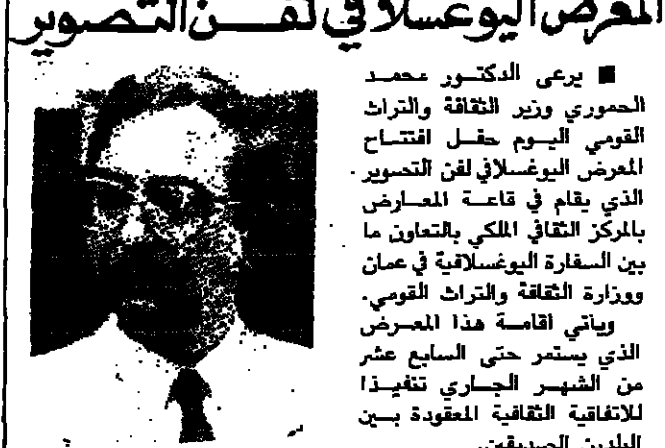 المعرض اليوغسلافي لفن التصوير
■ يرعى الدكتور محمد
الحموري وزير الثقافة والتراث
القومي اليوم حفل افتتاح
المعرض اليوغسلافي لفن التصوير
الذي يقام في قاعة المعارض
بالمركز الثقافي الملكي بالتعاون ما
بين السفارة اليوغسلافية في عمان
ووزارة الثقافة والتراث القومي.
ويأتي أقامة هذا المعرض
الذي يستمر حتى السابع عشر
من الشهر الجاري تنفيذا
للاتفاقية الثقافية المعقودة بين
البلدين الصديقين.